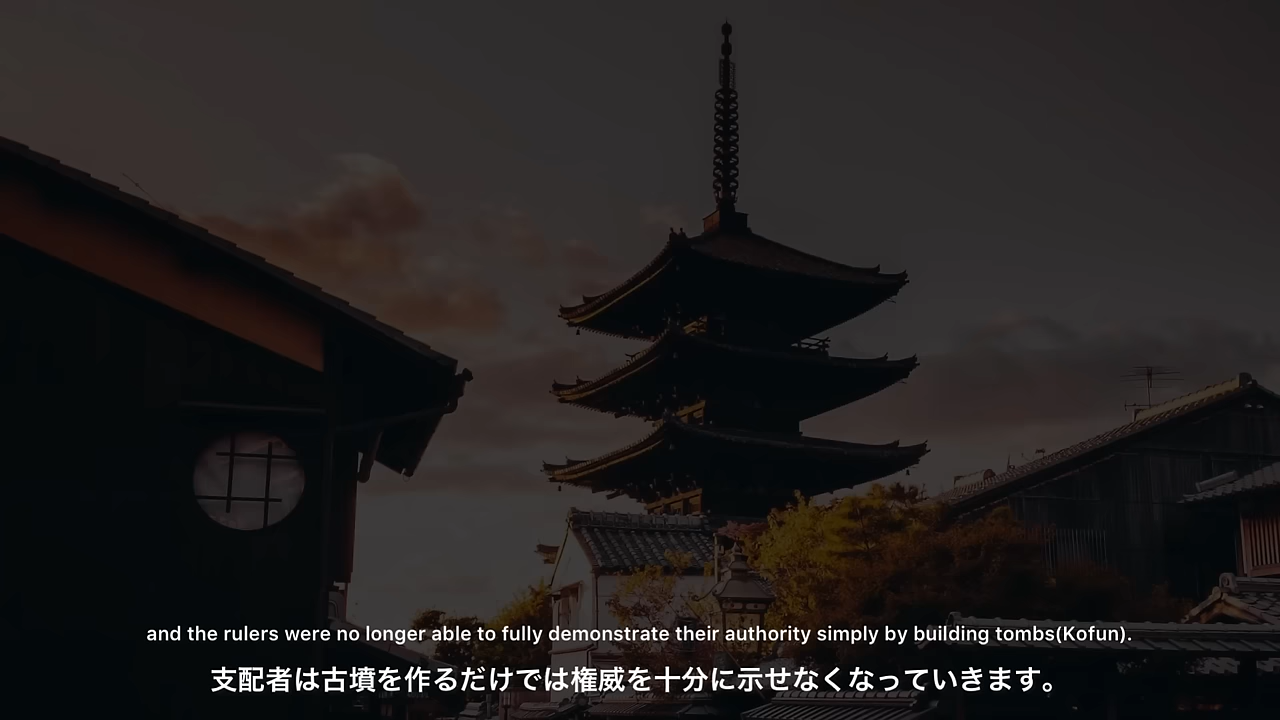 and the rulers were no longer able to fully demonstrate their authority simply by building tombs(Kofun).
支配者は古墳を作るだけでは権威を十分に示せなくなっていきます。